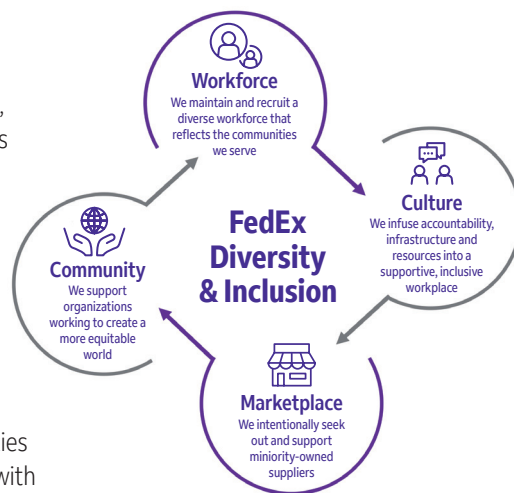 ,
s
Workforce
We maintain and recruit a
diverse workforce that
reflects the communities
we serve
Culture
We infuse accountability,
infrastructure and
resources into a
supportive, inclusive
workplace
FedEx
Diversity
& Inclusion
Community
We support
organizations
working to create a
more equitable
world
Marketplace
We intentionally seek
out and support
miniority-owned
suppliers
ies
with